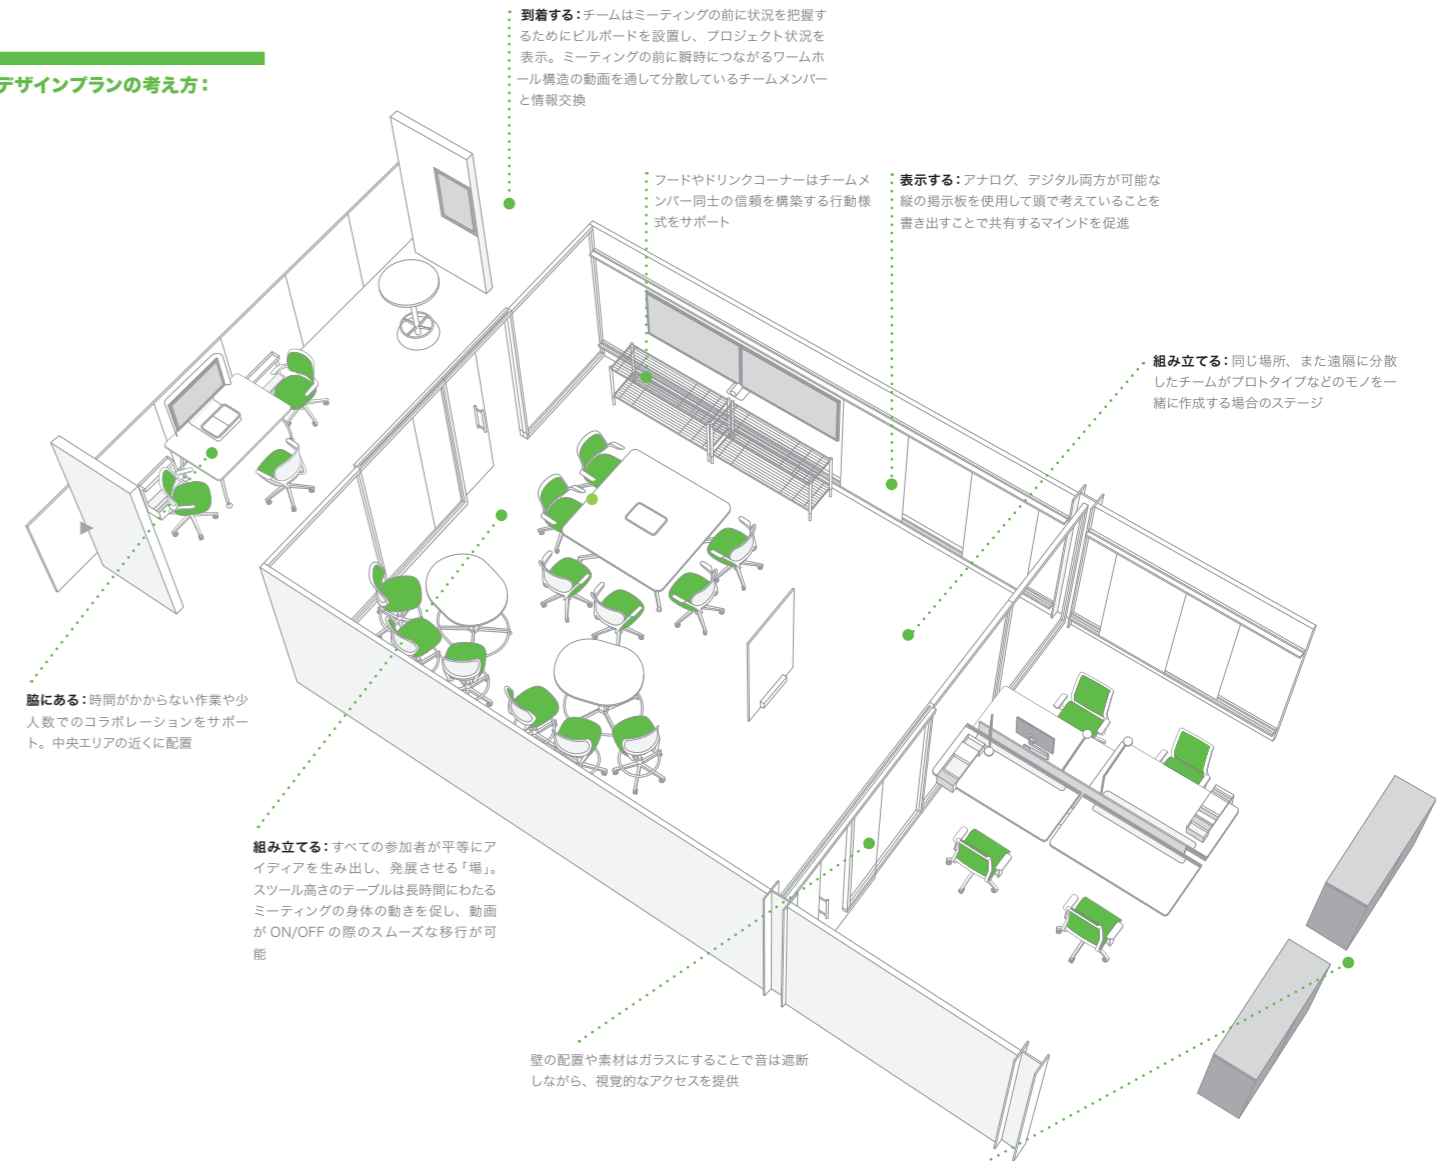 デザインプランの考え方：
到着する：チームはミーティングの前に状況を把握す
るためにビルボードを設置し、プロジェクト状況を
表示。ミーティングの前に瞬時につながるワームホ
ール構造の動画を通して分散しているチームメンバー
と情報交換
フードやドリンクコーナーはチームメ
ンバー同士の信頼を構築する行動様
式をサポート
表示する：アナログ、デジタル両方が可能な
縦の掲示板を使用して頭で考えていることを
書き出すことで共有するマインドを促進
組み立てる：同じ場所、また遠隔に分散
したチームがプロトタイプなどのモノを一
緒に作成する場合のステージ
脇にある：時間がかからない作業や少
人数でのコラボレーションをサポー
ト。中央エリアの近くに配置
組み立てる：すべての参加者が平等にア
イディアを生み出し、発展させる「場」。
スツール高さのテーブルは長時間にわたる
ミーティングの身体の動きを促し、動画
が ON/OFF の際のスムーズな移行が可
能
壁の配置や素材はガラスにすることで音は遮断
しながら、視覚的なアクセスを提供